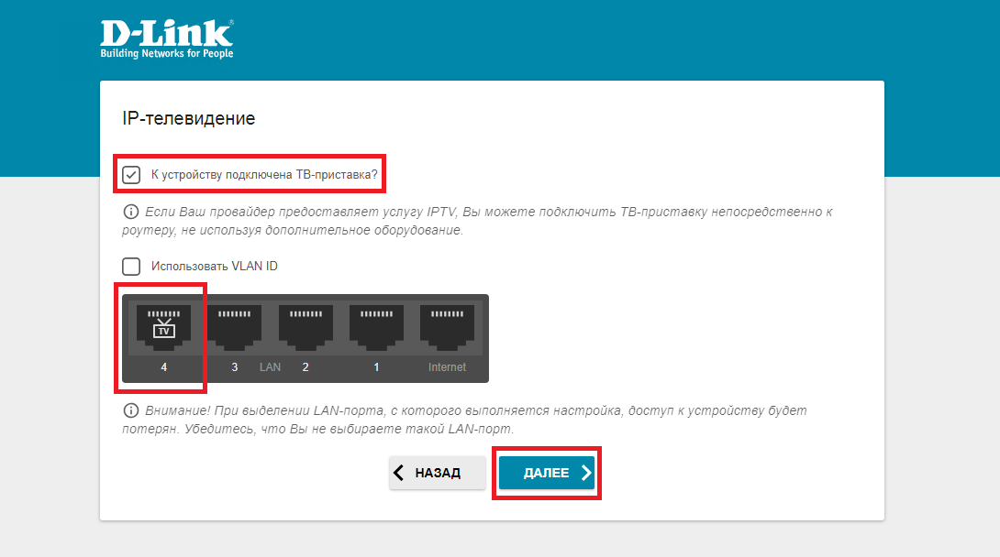 D-Link®
Building Networks for People
IP-телевидение
К устройству подключена ТВ-приставка?
Если Ваш провайдер предоставляет услугу IPTV, Вы можете подключить ТВ-приставку непосредственно к
роутеру, не используя дополнительное оборудование.
Использовать VLAN ID
TV
4 3 LAN 2 1 Internet
Внимание! При выделении LAN-порта, с которого выполняется настройка, доступ к устройству будет
потерян. Убедитесь, что Вы не выбираете такой LAN-порт.
НАЗАД ДАЛЕЕ